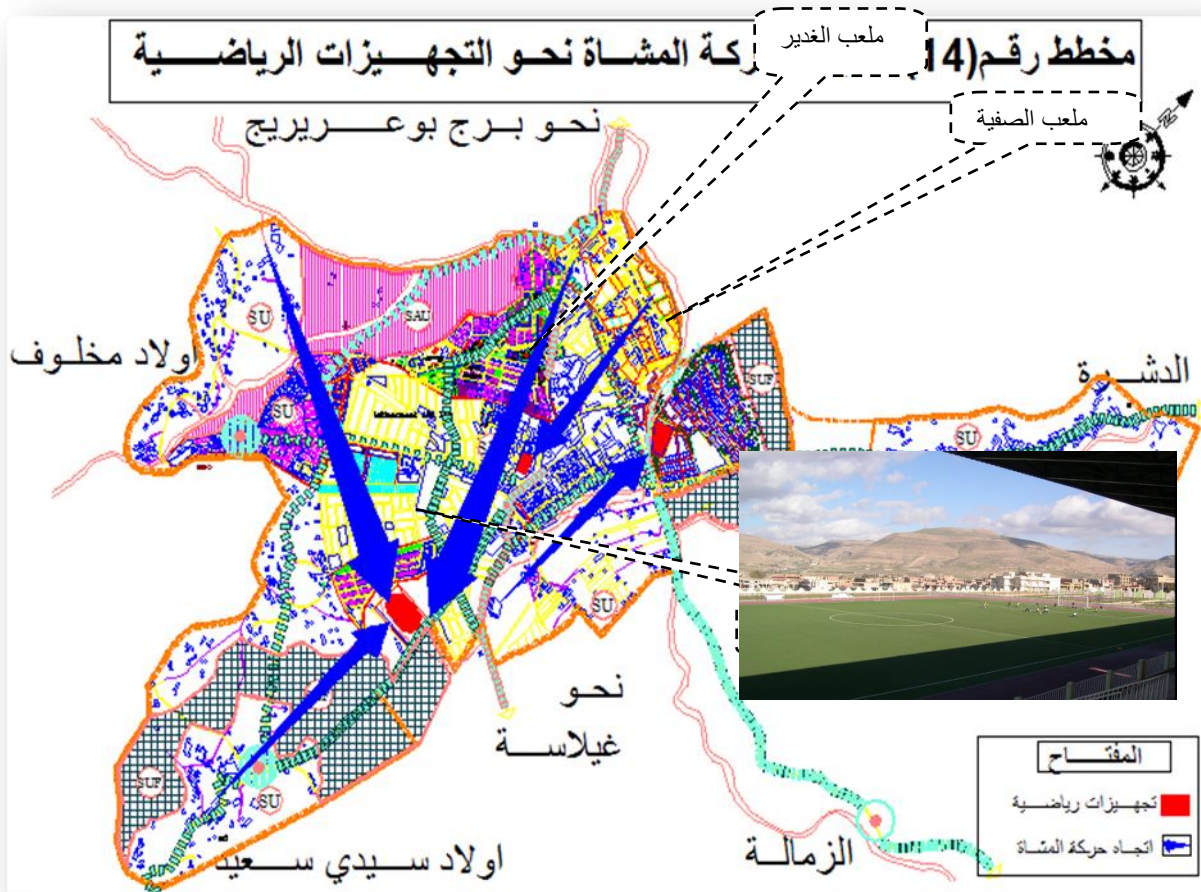 ملعب الغدير
مخطط رقم(14) ركة المشاة نحو التجهيزات الرياضية
ملعب الصفية
نحو برج بوعريريج
N
SU
SAU
اولاد مخلوف
SU
SUF
الدشرة
SU
SU
نحو
غيلاسة
SUF
SU
اولاد سيدي سعيد
الزمالة
المفتاح
تجهيزات رياضية
اتجاه حركة المشاة